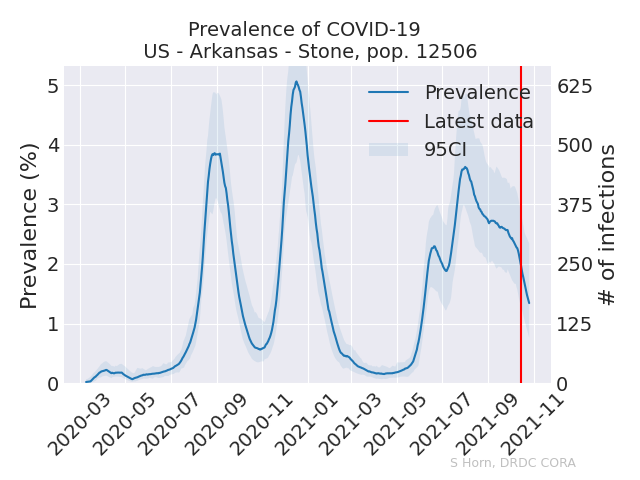 Prevalence of COVID-19
US - Arkansas - Stone, pop. 12506
Prevalence (%)
5
4
3
2
1
0
Prevalence
Latest data
95CI
625
500
375
250
125
0
# of infections
2020-03
2020-05
2020-07
2020-09
2020-11
2021-01
2021-03
2021-05
2021-07
2021-09
2021-11
S Horn, DRDC CORA